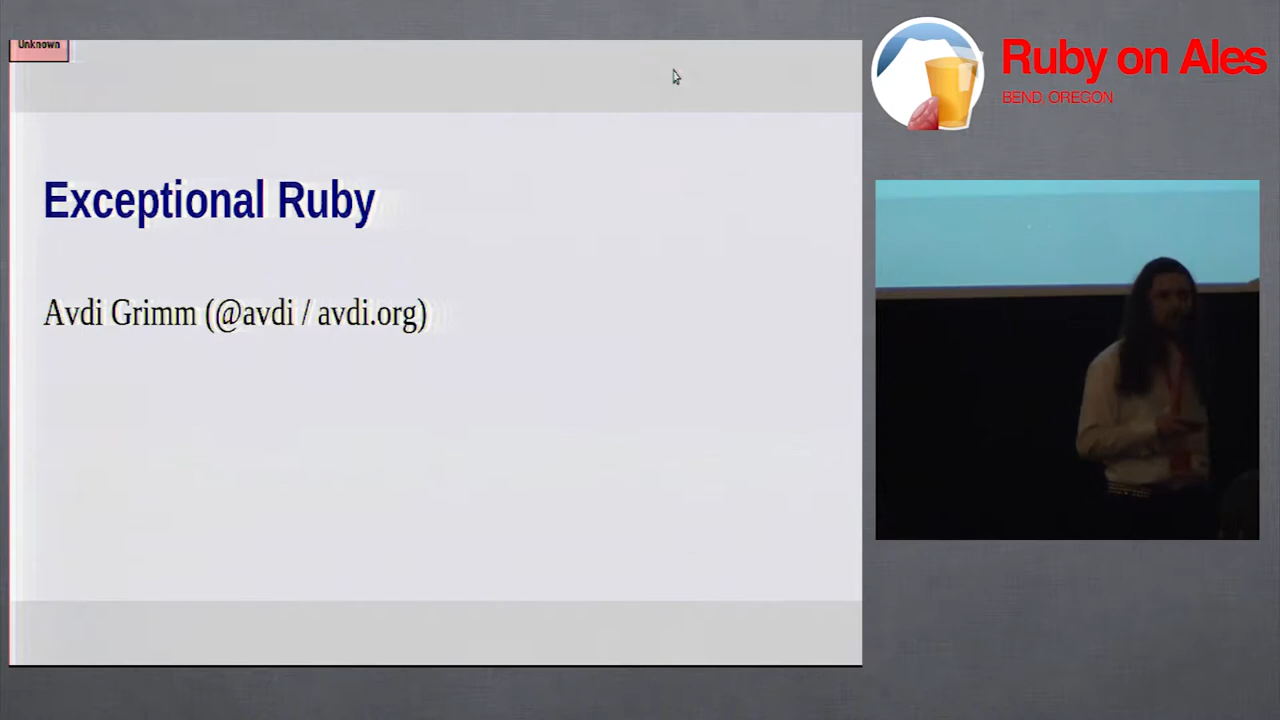 Unknown
Ruby on Ales
BEND, OREGON
Exceptional Ruby
Avdi Grimm (@avdi / avdi.org)